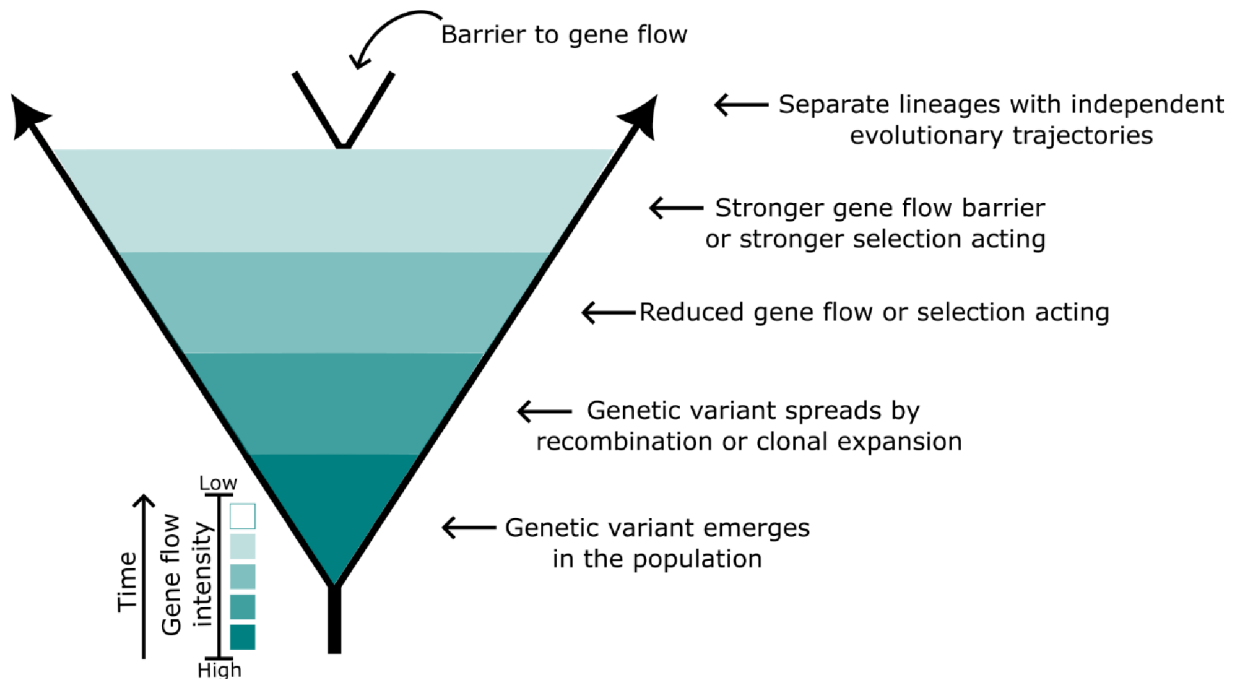 Barrier to gene flow
Separate lineages with independent
evolutionary trajectories
Stronger gene flow barrier
or stronger selection acting
Reduced gene flow or selection acting
Genetic variant spreads by
recombination or clonal expansion
Genetic variant emerges
in the population
Low
Time
Gene flow
intensity
High